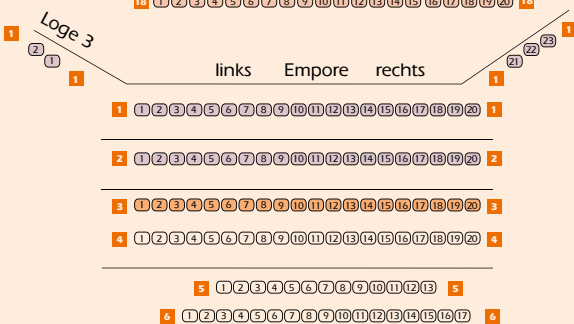 18 1 2 3 4 5 6 7 8 9 10 11 12 13 14 15 16 17 18 19 20 18
Loge 3
1 1
2 23
1 22
21
1 1
links Empore rechts
1 1 2 3 4 5 6 7 8 9 10 11 12 13 14 15 16 17 18 19 20 1
2 1 2 3 4 5 6 7 8 9 10 11 12 13 14 15 16 17 18 19 20 2
3 1 2 3 4 5 6 7 8 9 10 11 12 13 14 15 16 17 18 19 20 3
4 1 2 3 4 5 6 7 8 9 10 11 12 13 14 15 16 17 18 19 20 4
5 1 2 3 4 5 6 7 8 9 10 11 12 13 5
6 1 2 3 4 5 6 7 8 9 10 11 12 13 14 15 16 17 6